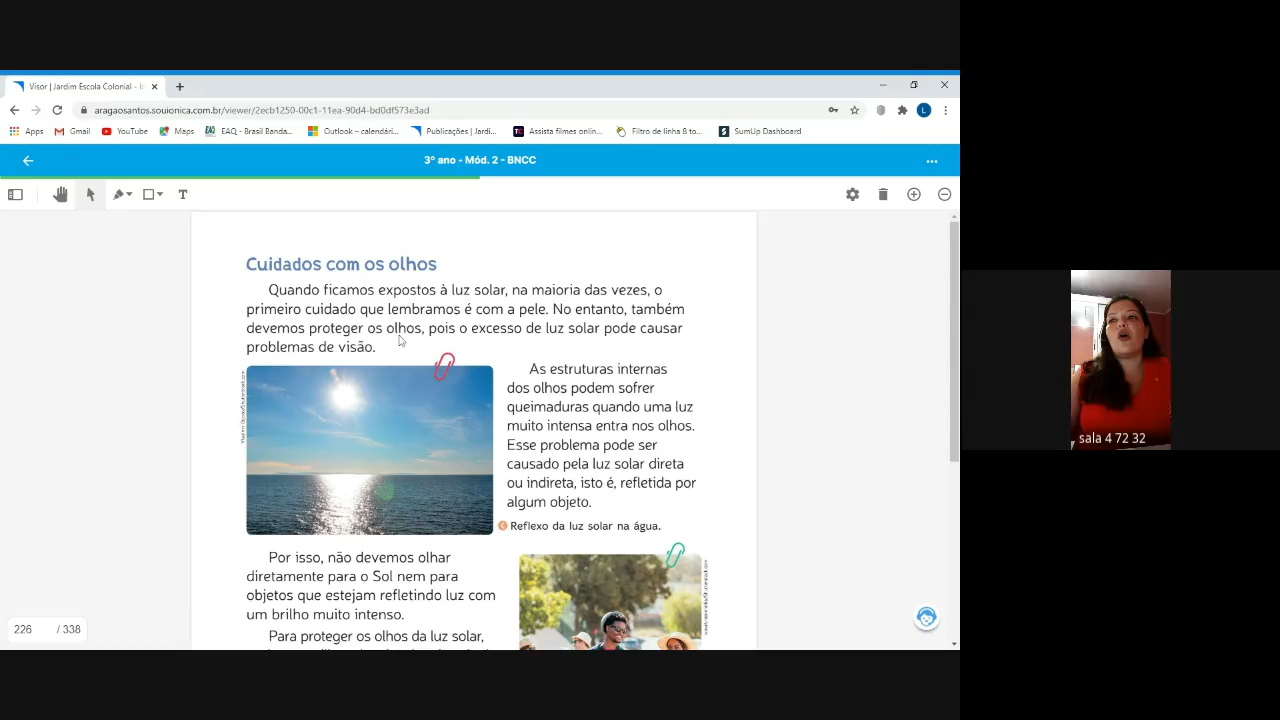 Visor | Jardim Escola Colonial - I
aragaosantos.souionica.com.br/viewer/2ecb1250-00c1-11ea-90d4-bd0df573e3ad
Apps Gmail YouTube Maps EAQ - Brasil Banda... Outlook – calendári... Publicações | Jardi... Assista filmes onlin... Filtro de linha 8 to... SumUp Dashboard
3º ano - Mód. 2 - BNCC
T
Cuidados com os olhos
Quando ficamos expostos à luz solar, na maioria das vezes, o
primeiro cuidado que lembramos é com a pele. No entanto, também
devemos proteger os olhos, pois o excesso de luz solar pode causar
problemas de visão.
As estruturas internas
dos olhos podem sofrer
queimaduras quando uma luz
muito intensa entra nos olhos.
Esse problema pode ser
causado pela luz solar direta
ou indireta, isto é, refletida por
algum objeto.
Reflexo da luz solar na água.
Por isso, não devemos olhar
diretamente para o Sol nem para
objetos que estejam refletindo luz com
um brilho muito intenso.
Para proteger os olhos da luz solar,
226 / 338
sala 4 72 32